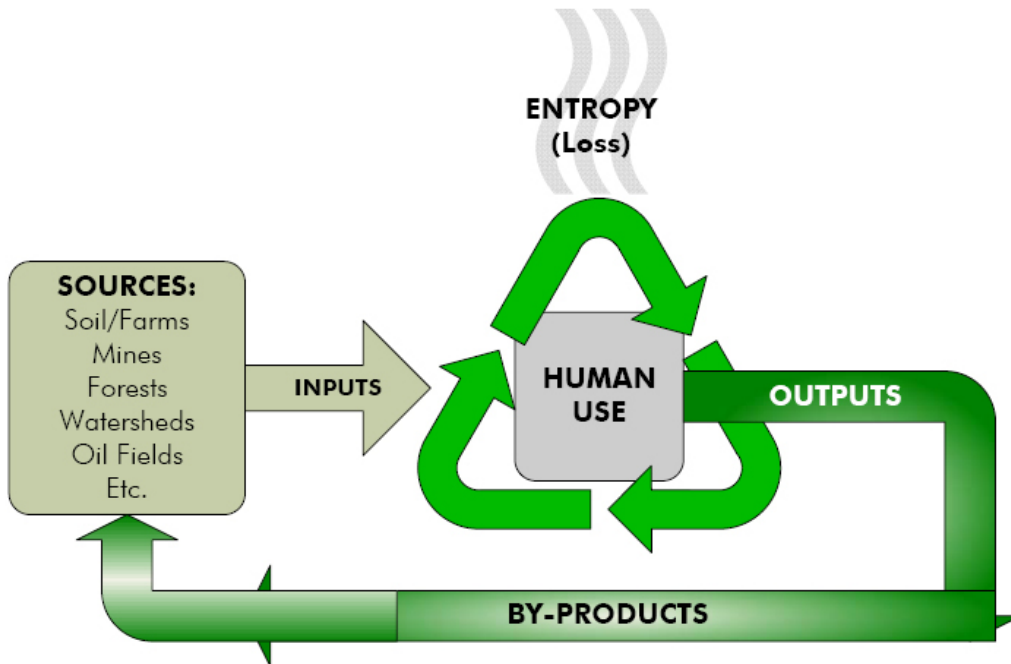 ENTROPY
(Loss)
SOURCES:
Soil/Farms
Mines
Forests
Watersheds
Oil Fields
Etc.
INPUTS
HUMAN
USE
OUTPUTS
BY-PRODUCTS